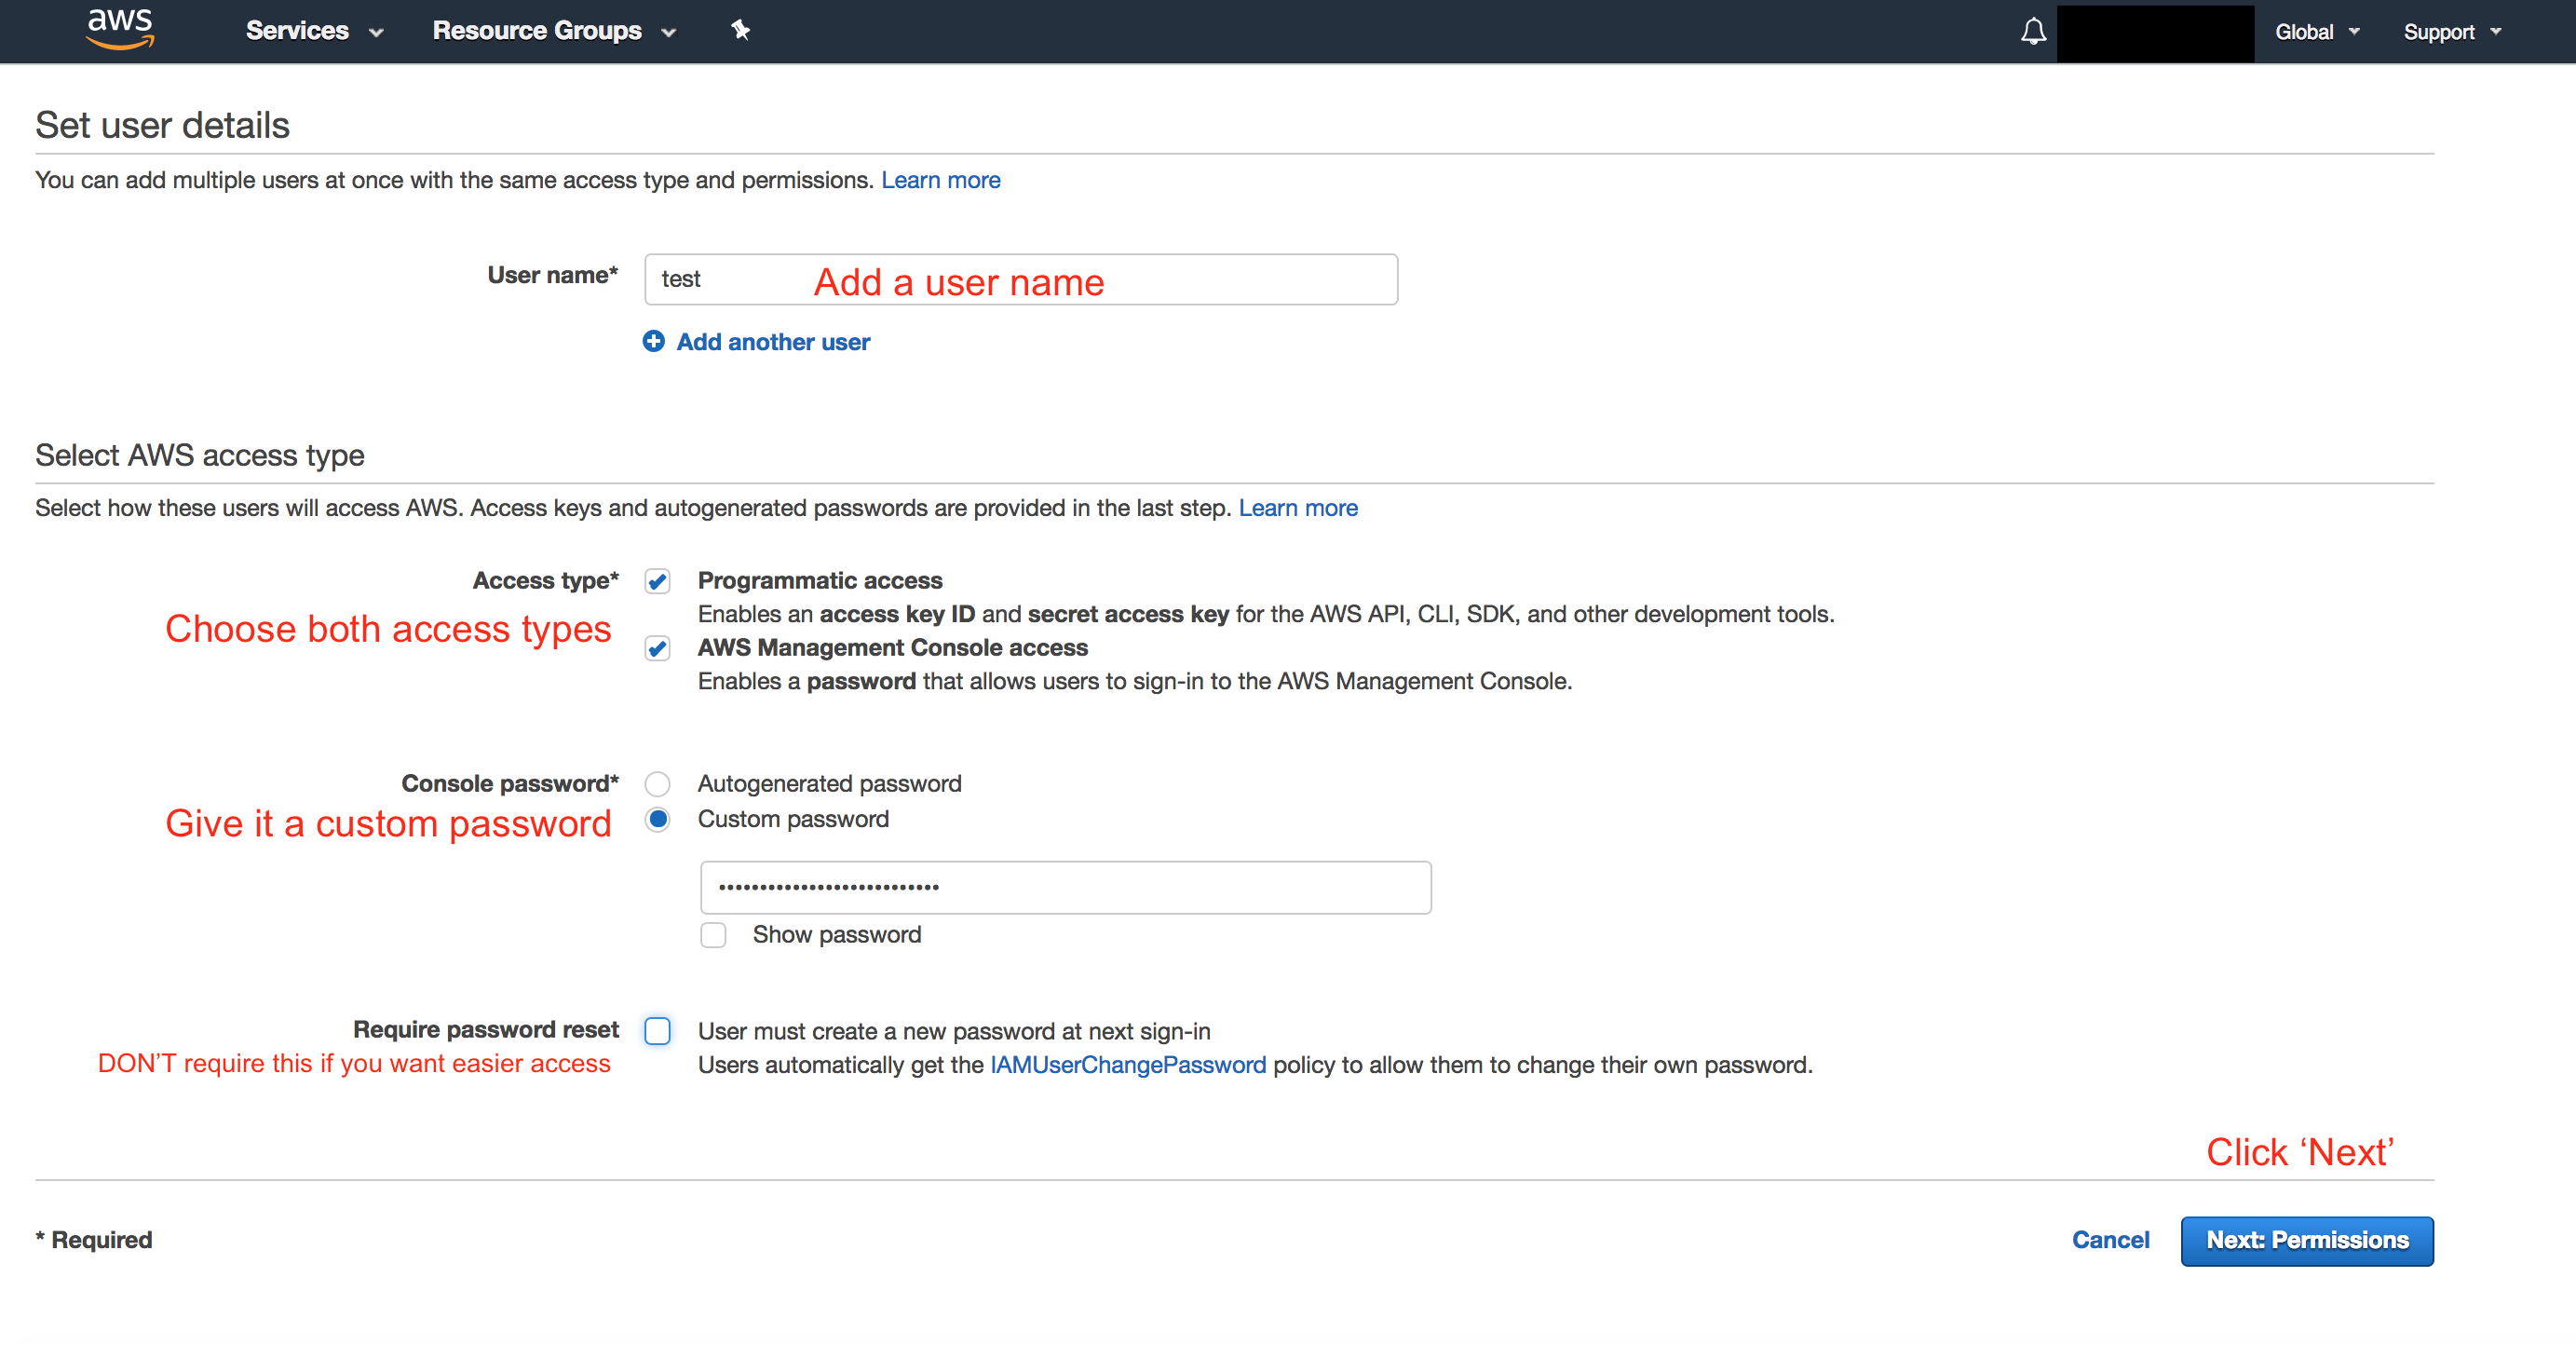 aws Services Resource Groups Global Support
Set user details
You can add multiple users at once with the same access type and permissions. Learn more
User name* test Add a user name
Add another user
Select AWS access type
Select how these users will access AWS. Access keys and autogenerated passwords are provided in the last step. Learn more
Access type* Programmatic access
Enables an access key ID and secret access key for the AWS API, CLI, SDK, and other development tools.
Choose both access types
AWS Management Console access
Enables a password that allows users to sign-in to the AWS Management Console.
Console password* Autogenerated password
Give it a custom password Custom password
•••••••••••••••••••••••••••
Show password
Require password reset User must create a new password at next sign-in
DON'T require this if you want easier access Users automatically get the IAMUserChangePassword policy to allow them to change their own password.
Click ‘Next’
* Required Cancel Next: Permissions